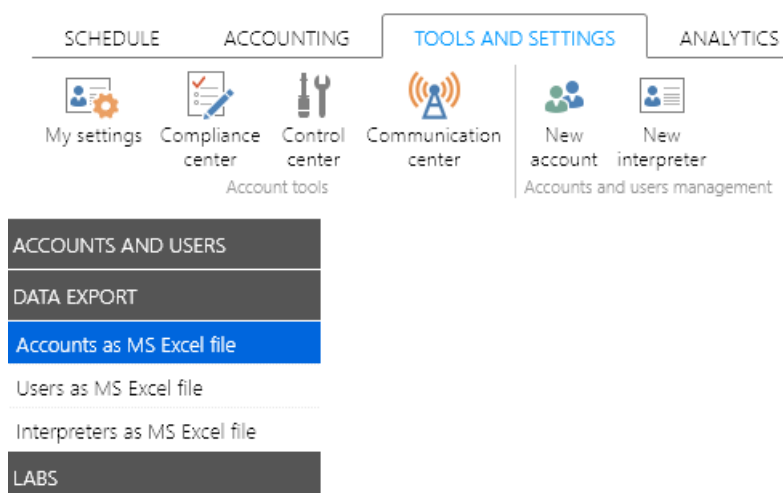 SCHEDULE ACCOUNTING TOOLS AND SETTINGS ANALYTICS
My settings Compliance Control Communication New New
center center center account interpreter
Account tools Accounts and users management
ACCOUNTS AND USERS
DATA EXPORT
Accounts as MS Excel file
Users as MS Excel file
Interpreters as MS Excel file
LABS